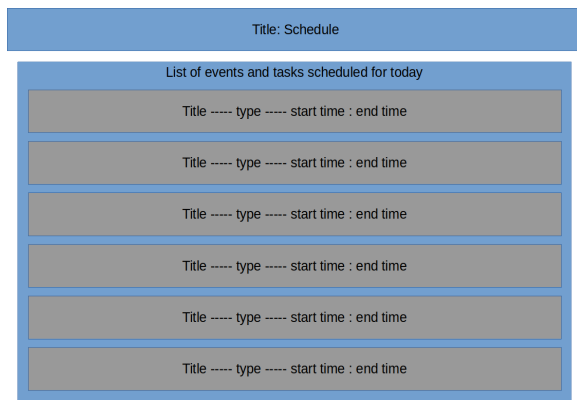 Title: Schedule
List of events and tasks scheduled for today
Title ----- type ----- start time : end time
Title ----- type ----- start time : end time
Title ----- type ----- start time : end time
Title ----- type ----- start time : end time
Title ----- type ----- start time : end time
Title ----- type ----- start time : end time